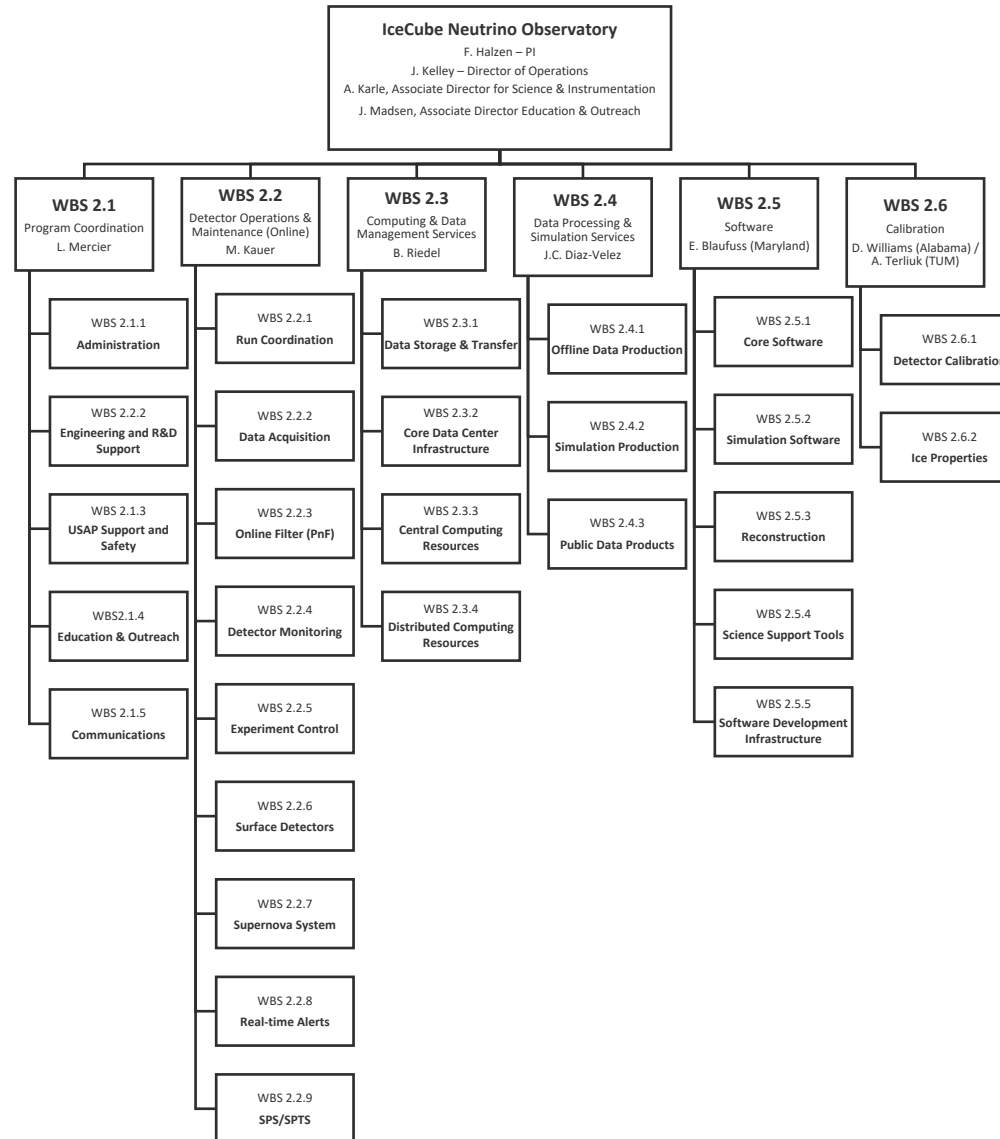 IceCube Neutrino Observatory
F. Halzen – PI
J. Kelley – Director of Operations
A. Karle, Associate Director for Science & Instrumentation
J. Madsen, Associate Director Education & Outreach
WBS 2.1
Program Coordination
L. Mercier
WBS 2.1.1
Administration
WBS 2.2.2
Engineering and R&D
Support
WBS 2.1.3
USAP Support and
Safety
WBS2.1.4
Education & Outreach
WBS 2.1.5
Communications
WBS 2.2
Detector Operations &
Maintenance (Online)
M. Kauer
WBS 2.2.1
Run Coordination
WBS 2.2.2
Data Acquisition
WBS 2.2.3
Online Filter (PnF)
WBS 2.2.4
Detector Monitoring
WBS 2.2.5
Experiment Control
WBS 2.2.6
Surface Detectors
WBS 2.2.7
Supernova System
WBS 2.2.8
Real-time Alerts
WBS 2.2.9
SPS/SPTS
WBS 2.3
Computing & Data
Management Services
B. Riedel
WBS 2.3.1
Data Storage & Transfer
WBS 2.3.2
Core Data Center
Infrastructure
WBS 2.3.3
Central Computing
Resources
WBS 2.3.4
Distributed Computing
Resources
WBS 2.4
Data Processing &
Simulation Services
J.C. Diaz-Velez
WBS 2.4.1
Offline Data Production
WBS 2.4.2
Simulation Production
WBS 2.4.3
Public Data Products
WBS 2.5
Software
E. Blaufuss (Maryland)
WBS 2.5.1
Core Software
WBS 2.5.2
Simulation Software
WBS 2.5.3
Reconstruction
WBS 2.5.4
Science Support Tools
WBS 2.5.5
Software Development
Infrastructure
WBS 2.6
Calibration
D. Williams (Alabama) /
A. Terliuk (TUM)
WBS 2.6.1
Detector Calibration
WBS 2.6.2
Ice Properties